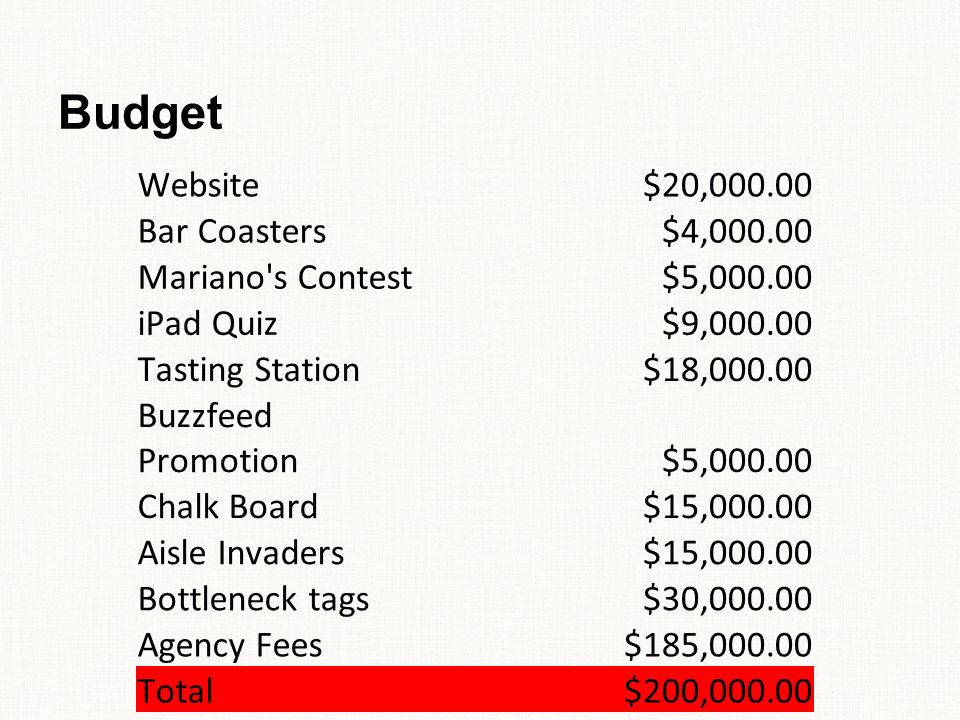 Budget
Website $20,000.00
Bar Coasters $4,000.00
Mariano's Contest $5,000.00
iPad Quiz $9,000.00
Tasting Station $18,000.00
Buzzfeed
Promotion $5,000.00
Chalk Board $15,000.00
Aisle Invaders $15,000.00
Bottleneck tags $30,000.00
Agency Fees $185,000.00
Total $200,000.00